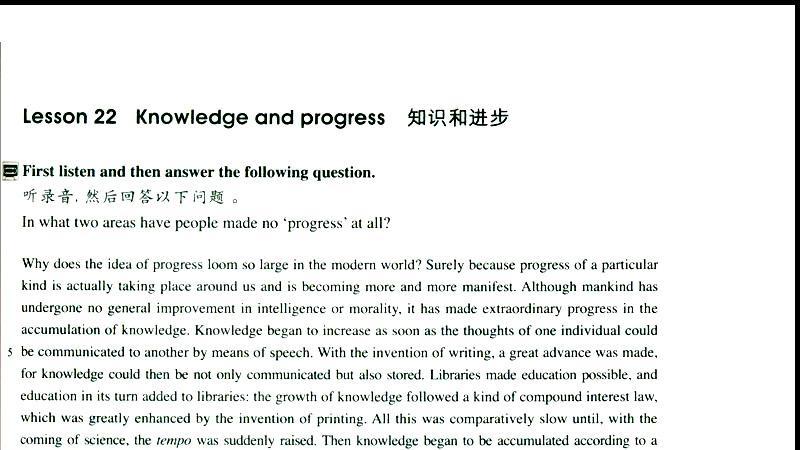 Lesson 22 Knowledge and progress 知识和进步
First listen and then answer the following question.
听录音，然后回答以下问题。
In what two areas have people made no ‘progress’ at all?
Why does the idea of progress loom so large in the modern world? Surely because progress of a particular
kind is actually taking place around us and is becoming more and more manifest. Although mankind has
undergone no general improvement in intelligence or morality, it has made extraordinary progress in the
accumulation of knowledge. Knowledge began to increase as soon as the thoughts of one individual could
5 be communicated to another by means of speech. With the invention of writing, a great advance was made,
for knowledge could then be not only communicated but also stored. Libraries made education possible, and
education in its turn added to libraries: the growth of knowledge followed a kind of compound interest law,
which was greatly enhanced by the invention of printing. All this was comparatively slow until, with the
coming of science, the tempo was suddenly raised. Then knowledge began to be accumulated according to a